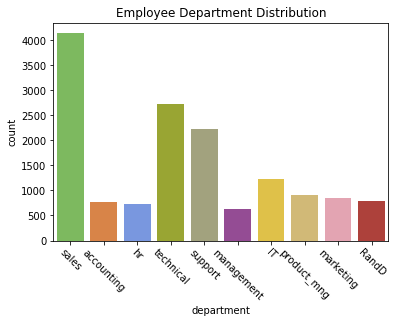 Employee Department Distribution
4000
3500
3000
2500
2000
1500
1000
500
0
count
sales
accounting
hr
technical
support
management
IT
product_mng
marketing
RandD
department